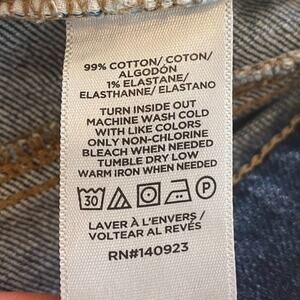 99% COTTON/ COTON/
ALGODÓN
1% ELASTANE/
ELASTHANNE/ ELASTANO
TURN INSIDE OUT
MACHINE WASH COLD
WITH LIKE COLORS
ONLY NON-CHLORINE
BLEACH WHEN NEEDED
TUMBLE DRY LOW
WARM IRON WHEN NEEDED
30 P
LAVER À L'ENVERS/
VOLTEAR AL REVÉS
RN#140923